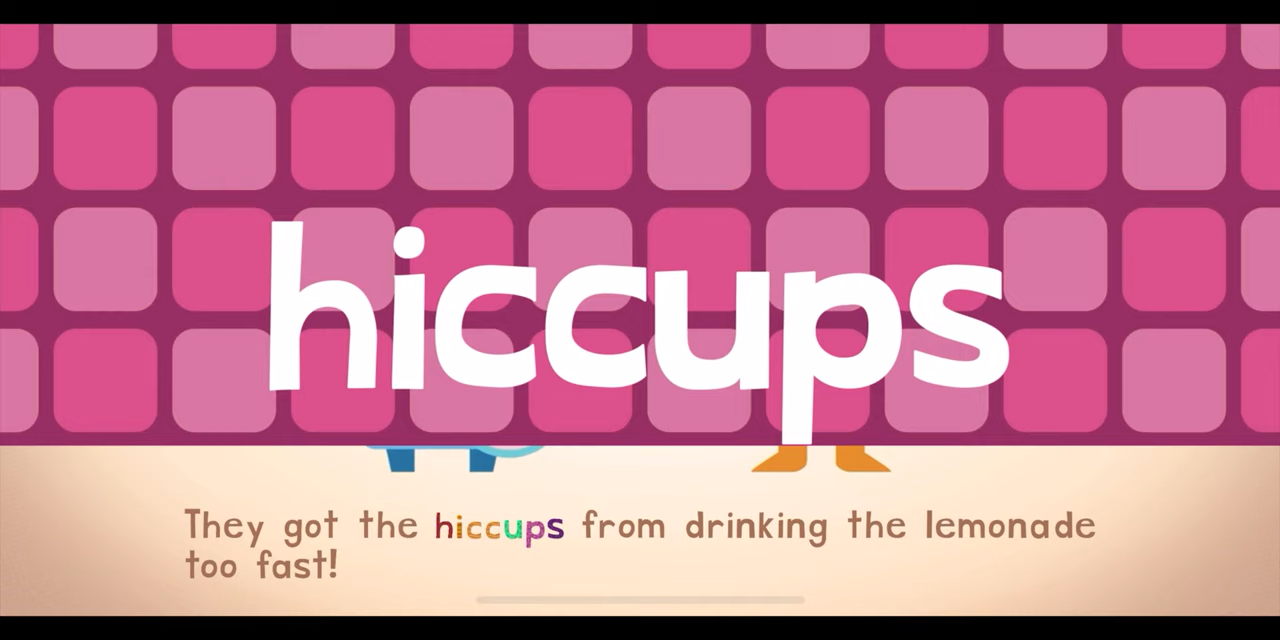 hiccups
They got the hiccups from drinking the lemonade
too fast!